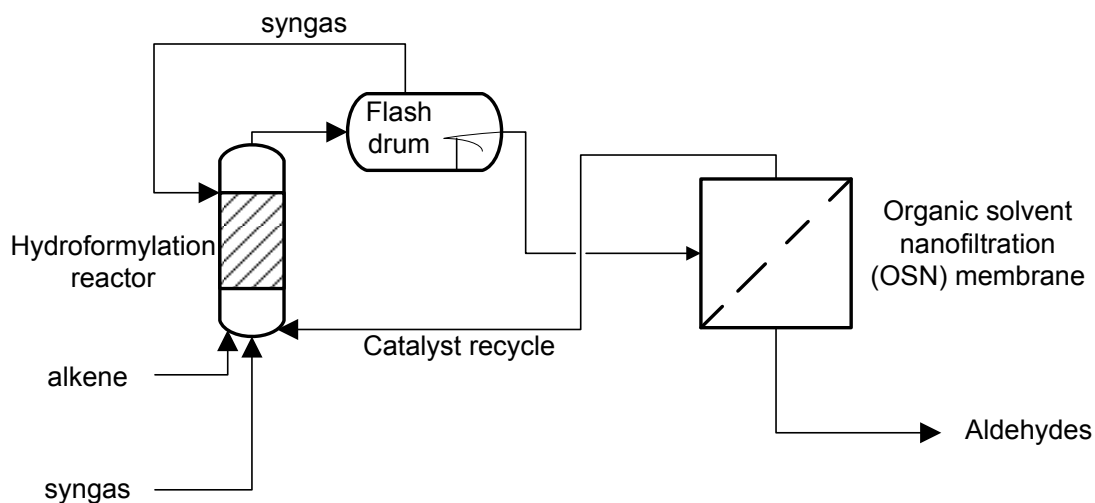 syngas
Flash
drum
Hydroformylation
reactor
Organic solvent
nanofiltration
(OSN) membrane
Catalyst recycle
alkene
Aldehydes
syngas